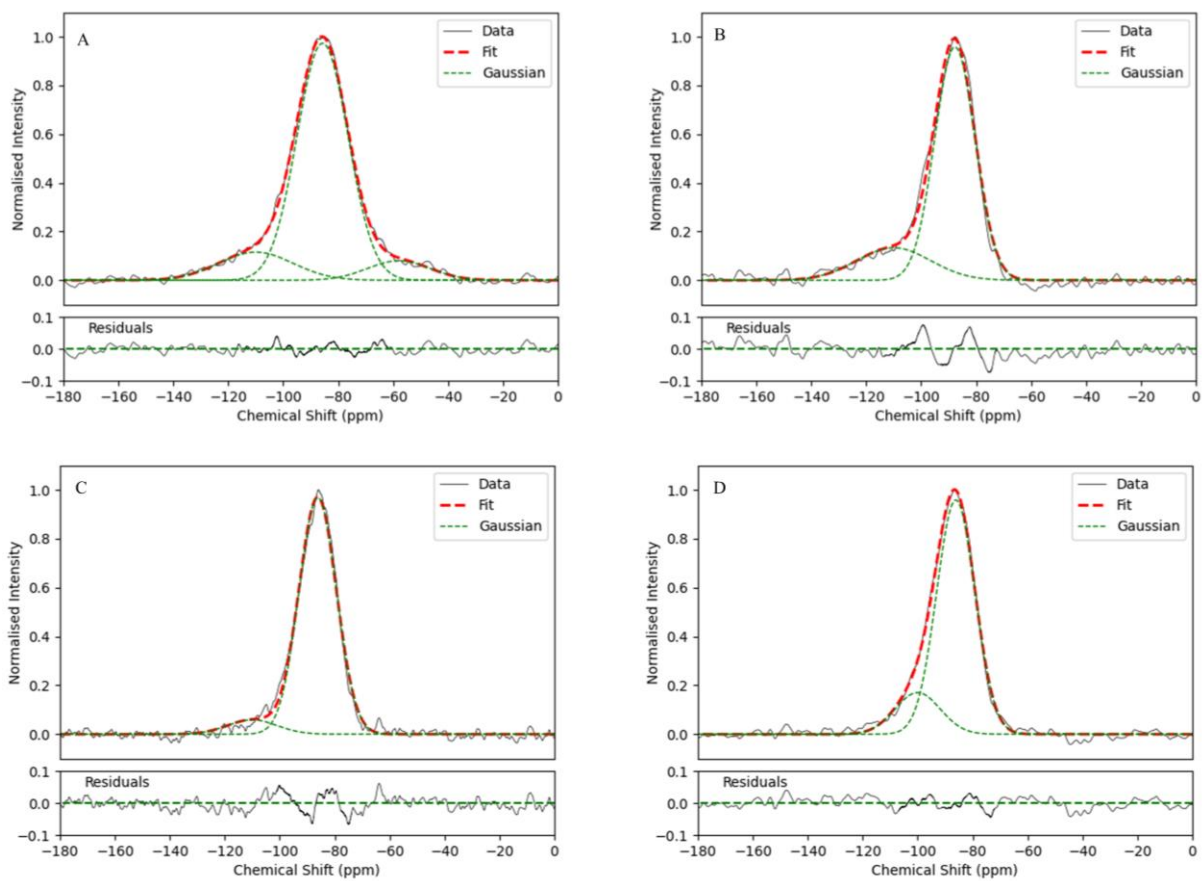 A
Data
Fit
Gaussian
Normalised Intensity
1.0
0.8
0.6
0.4
0.2
0.0
Residuals
0.1
0.0
−0.1
−180 −160 −140 −120 −100 −80 −60 −40 −20 0
Chemical Shift (ppm)
B
Data
Fit
Gaussian
Normalised Intensity
1.0
0.8
0.6
0.4
0.2
0.0
Residuals
0.1
0.0
−0.1
−180 −160 −140 −120 −100 −80 −60 −40 −20 0
Chemical Shift (ppm)
C
Data
Fit
Gaussian
Normalised Intensity
1.0
0.8
0.6
0.4
0.2
0.0
Residuals
0.1
0.0
−0.1
−180 −160 −140 −120 −100 −80 −60 −40 −20 0
Chemical Shift (ppm)
D
Data
Fit
Gaussian
Normalised Intensity
1.0
0.8
0.6
0.4
0.2
0.0
Residuals
0.1
0.0
−0.1
−180 −160 −140 −120 −100 −80 −60 −40 −20 0
Chemical Shift (ppm)